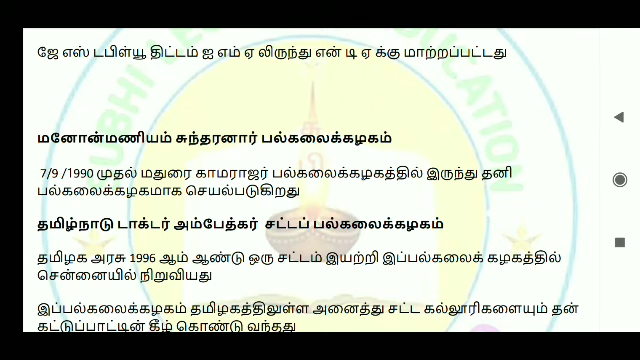 ஜே எஸ் டபிள்யூ திட்டம் ஐ எம் ஏ லிருந்து என் டி ஏ க்கு மாற்றப்பட்டது
மனோன்மணியம் சுந்தரனார் பல்கலைக்கழகம்
7/9 /1990 முதல் மதுரை காமராஜர் பல்கலைக்கழகத்தில் இருந்து தனி
பல்கலைக்கழகமாக செயல்படுகிறது
தமிழ்நாடு டாக்டர் அம்பேத்கர் சட்டப் பல்கலைக்கழகம்
தமிழக அரசு 1996 ஆம் ஆண்டு ஒரு சட்டம் இயற்றி இப்பல்கலைக் கழகத்தில்
சென்னையில் நிறுவியது
இப்பல்கலைக்கழகம் தமிழகத்திலுள்ள அனைத்து சட்ட கல்லூரிகளையும் தன்
கட்டுப்பாட்டின் கீழ் கொண்டு வந்தது